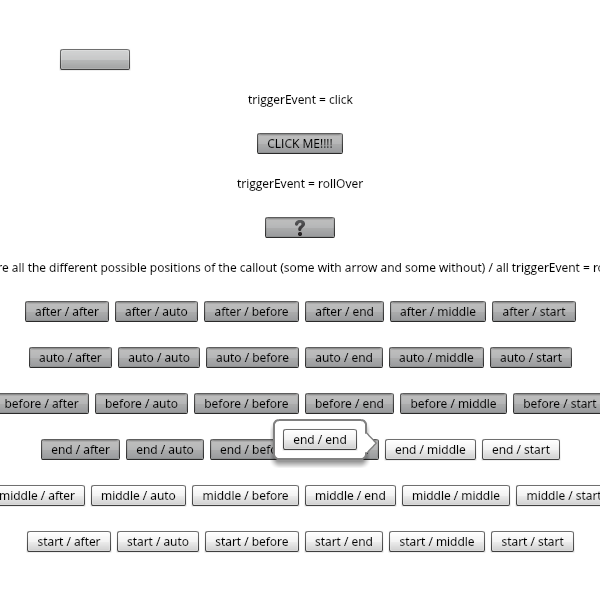 triggerEvent = click
CLICK ME!!!!
triggerEvent = rollOver
?
all the different possible positions of the callout (some with arrow and some without) / all triggerEvent =
after / after after / auto after / before after / end after / middle after / start
auto / after auto / auto auto / before auto / end auto / middle auto / start
before / after before / auto before / before before / end before / middle before / start
end / after end / auto end / end / end end / middle end / start
middle / after middle / auto middle / before middle / end middle / middle middle / start
start / after start / auto start / before start / end start / middle start / start